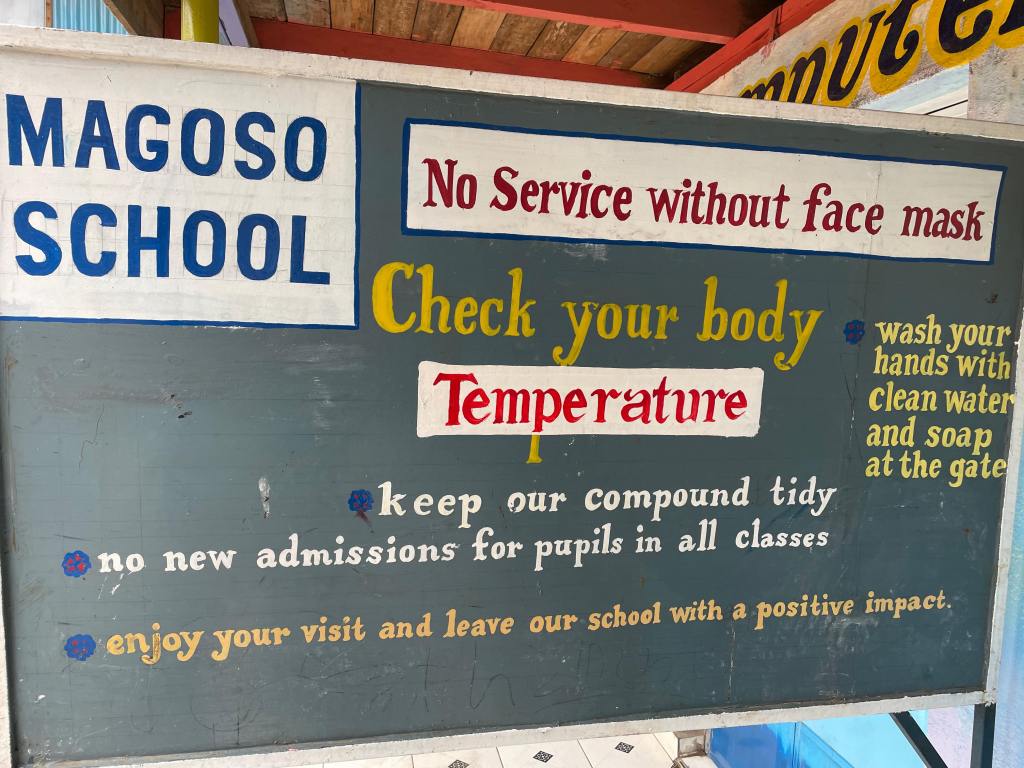 MAGOSO
SCHOOL
No Service without face mask
Check your body
Temperature
wash your
hands with
clean water
and soap
at the gate
keep our compound tidy
no new admissions for pupils in all classes
enjoy your visit and leave our school with a positive impact.